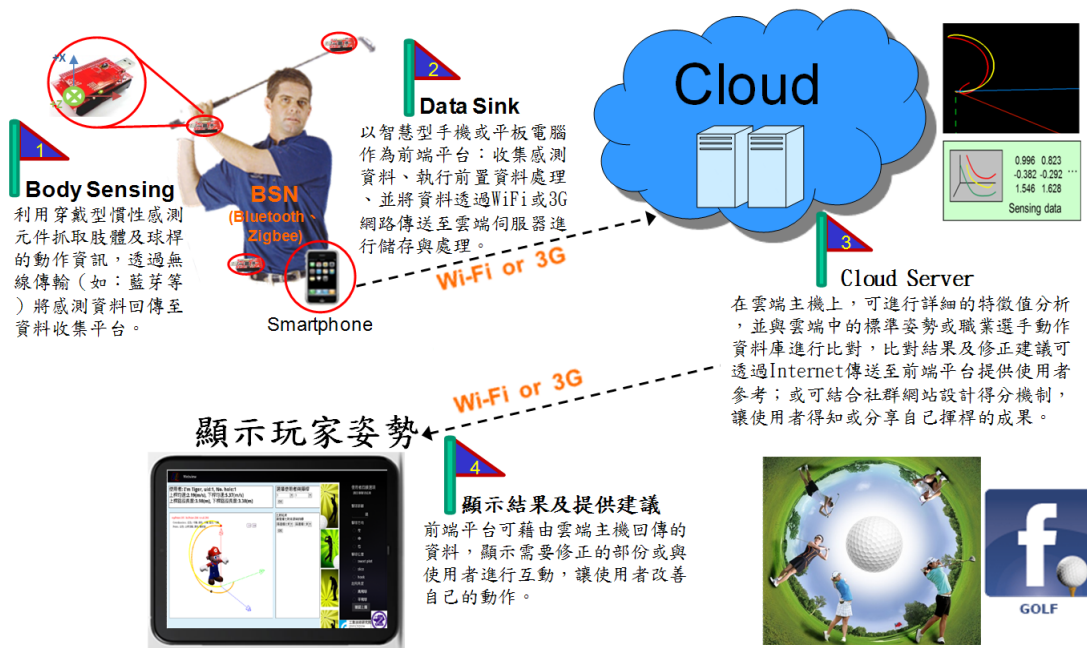 +X
+Z
1
Body Sensing
利用穿戴型慣性感測
元件抓取肢體及球桿
的動作資訊，透過無
線傳輸（如：藍芽等
）將感測資料回傳至
資料收集平台。
BSN
(Bluetooth、
Zigbee)
Smartphone
2
Data Sink
以智慧型手機或平板電腦
作為前端平台：收集感測
資料、執行前置資料處理
、並將資料透過WiFi或3G
網路傳送至雲端伺服器進
行儲存與處理。
Wi-Fi or 3G
Cloud
0.996 0.823
-0.382 -0.292 ...
1.546 1.628
Sensing data
3
Cloud Server
在雲端主機上，可進行詳細的特徵值分析
，並與雲端中的標準姿勢或職業選手動作
資料庫進行比對，比對結果及修正建議可
透過Internet傳送至前端平台提供使用者
參考；或可結合社群網站設計得分機制，
讓使用者得知或分享自己揮桿的成果。
Wi-Fi or 3G
顯示玩家姿勢
4
顯示結果及提供建議
前端平台可藉由雲端主機回傳的
資料，顯示需要修正的部份或與
使用者進行互動，讓使用者改善
自己的動作。
f
GOLF